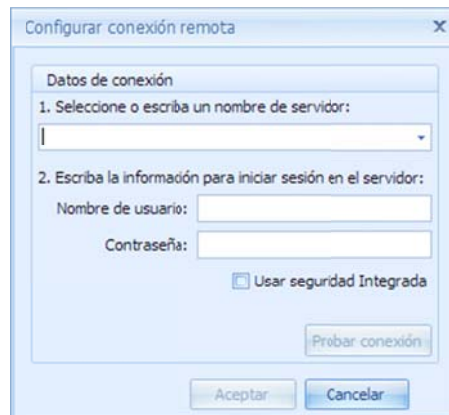 Configurar conexión remota
Datos de conexión
1. Seleccione o escriba un nombre de servidor:
2. Escriba la información para iniciar sesión en el servidor:
Nombre de usuario:
Contraseña:
Usar seguridad Integrada
Probar conexión
Aceptar Cancelar